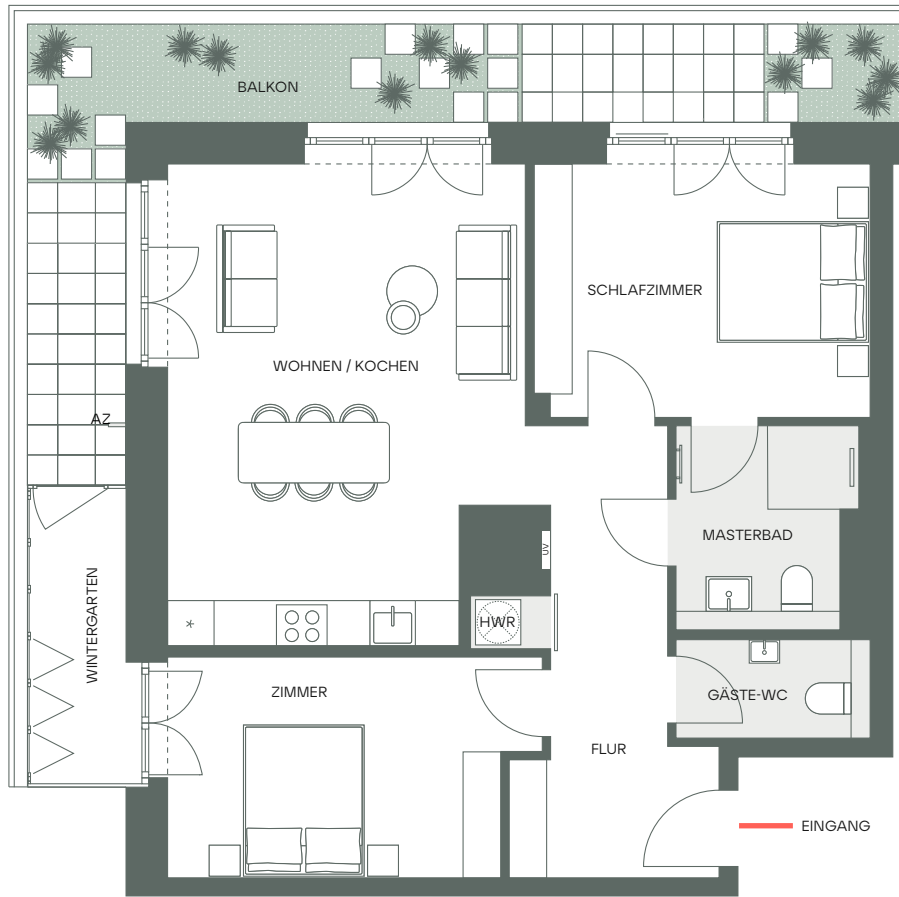 BALKON
SCHLAFZIMMER
WOHNEN / KOCHEN
AZ
MASTERBAD
UV
WINTERGARTEN
HWR
ZIMMER
GÄSTE-WC
FLUR
EINGANG